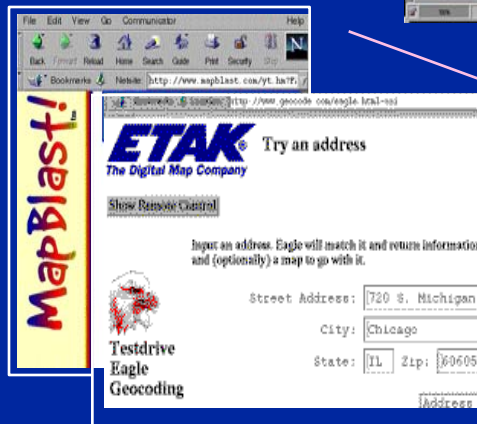 File Edit View Go Communicator Help
Back Forward Reload Home Search Guide Print Security
Bookmarks Netsite: http://www.mapblast.com/yt.hm?F
MapBlast!
http://www.geocode.com/eagle.html-ssi
ETAK® Try an address
The Digital Map Company
Show Remote Control
Input an address. Eagle will match it and return information
and (optionally) a map to go with it.
Street Address: 720 S. Michigan
City: Chicago
State: IL Zip: 60605
Testdrive
Eagle
Geocoding
Address